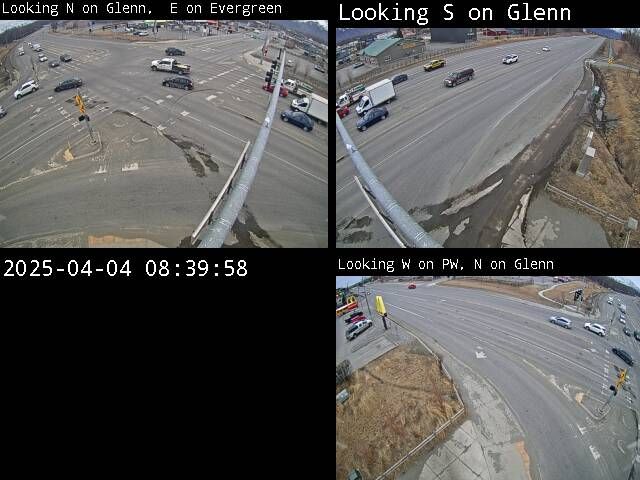 Looking N on Glenn,  E on Evergreen
Looking S on Glenn
2025-04-04 08:39:58
Looking W on PW, N on Glenn